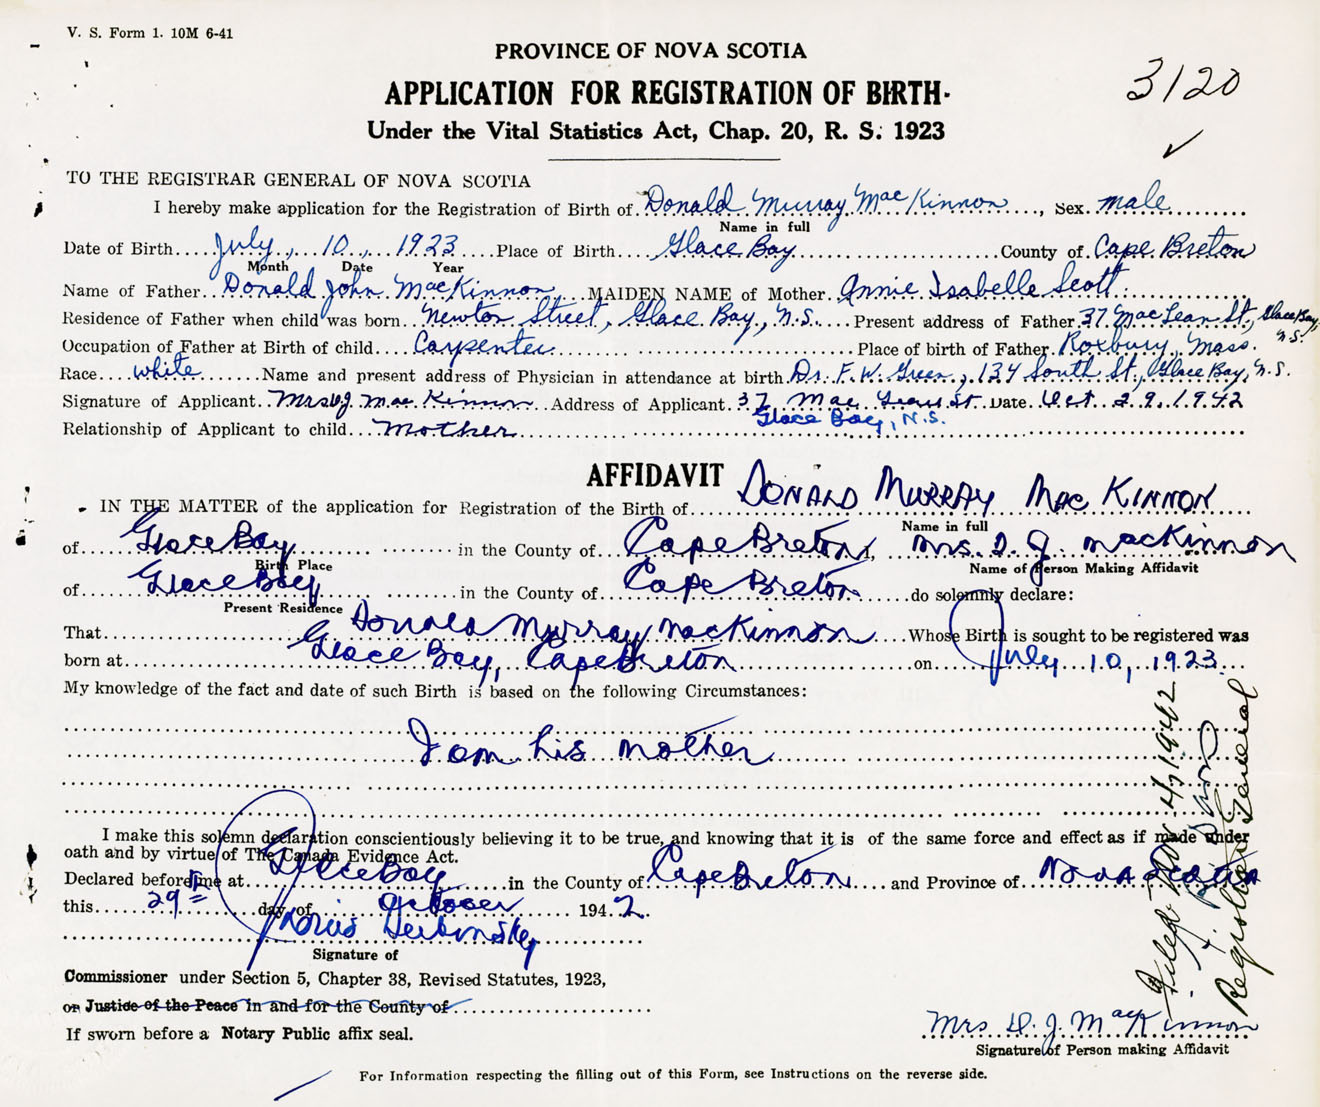 V. S. Form 1. 10M 6-41
PROVINCE OF NOVA SCOTIA
3120
APPLICATION FOR REGISTRATION OF BIRTH
Under the Vital Statistics Act, Chap. 20, R. S. 1923
TO THE REGISTRAR GENERAL OF NOVA SCOTIA
I hereby make application for the Registration of Birth of Donald Murray MacKinnon, Sex male
Name in full
Date of Birth July, 10, 1923 Place of Birth Glace Bay County of Cape Breton
Month Date Year
Name of Father Donald John MacKinnon MAIDEN NAME of Mother Annie Isabelle Scott
Residence of Father when child was born Newton Street, Glace Bay, N.S. Present address of Father 37 MacLean St, Glace Bay, N.S.
Occupation of Father at Birth of child Carpenter Place of birth of Father Roxbury, Mass.
Race white Name and present address of Physician in attendance at birth Dr. F. W. Green, 134 South St., Glace Bay, N.S.
Signature of Applicant Mrs DJ MacKinnon Address of Applicant 37 MacLean St Date Oct 29, 1942
Glace Bay, N.S.
Relationship of Applicant to child Mother
AFFIDAVIT
IN THE MATTER of the application for Registration of the Birth of DONALD MURRAY MACKINNON
Name in full
of Glace Bay in the County of Cape Breton, Mrs. D. J. MacKinnon
Birth Place Name of Person Making Affidavit
of Glace Bay in the County of Cape Breton do solemnly declare:
Present Residence
That Donald Murray MacKinnon Whose Birth is sought to be registered was
born at Glace Bay, Cape Breton on July 10, 1923
My knowledge of the fact and date of such Birth is based on the following Circumstances:
I am his mother
I make this solemn declaration conscientiously believing it to be true, and knowing that it is of the same force and effect as if made under
oath and by virtue of The Canada Evidence Act.
Declared before me at Glace Bay in the County of Cape Breton and Province of Nova Scotia
this 29th day of October 1942
Signature of
Commissioner under Section 5, Chapter 38, Revised Statutes, 1923,
or Justice of the Peace in and for the County of
If sworn before a Notary Public affix seal.
Mrs D. J. MacKinnon
Signature of Person making Affidavit
For Information respecting the filling out of this Form, see Instructions on the reverse side.
Filed Nov 4/1942
Registrar General